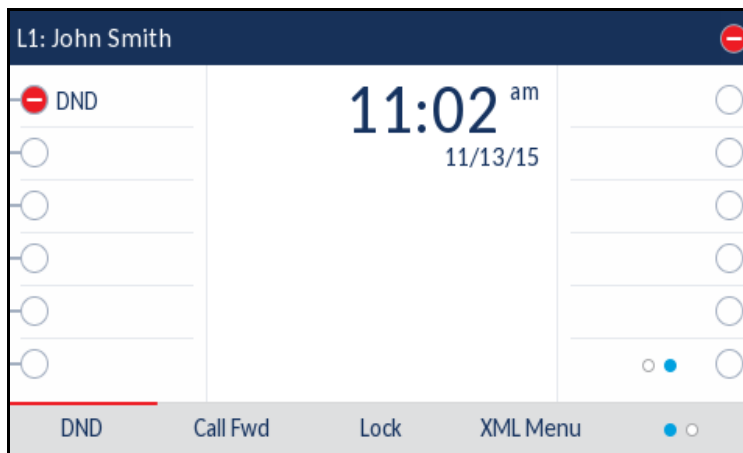 L1: John Smith
DND
11:02 am
11/13/15
DND Call Fwd Lock XML Menu